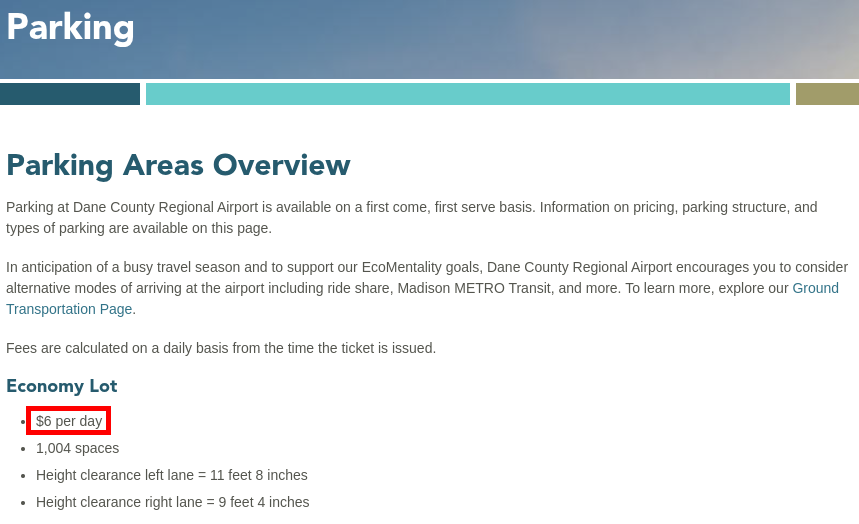 Parking
Parking Areas Overview
Parking at Dane County Regional Airport is available on a first come, first serve basis. Information on pricing, parking structure, and
types of parking are available on this page.
In anticipation of a busy travel season and to support our EcoMentality goals, Dane County Regional Airport encourages you to consider
alternative modes of arriving at the airport including ride share, Madison METRO Transit, and more. To learn more, explore our Ground
Transportation Page.
Fees are calculated on a daily basis from the time the ticket is issued.
Economy Lot
• $6 per day
• 1,004 spaces
• Height clearance left lane = 11 feet 8 inches
• Height clearance right lane = 9 feet 4 inches